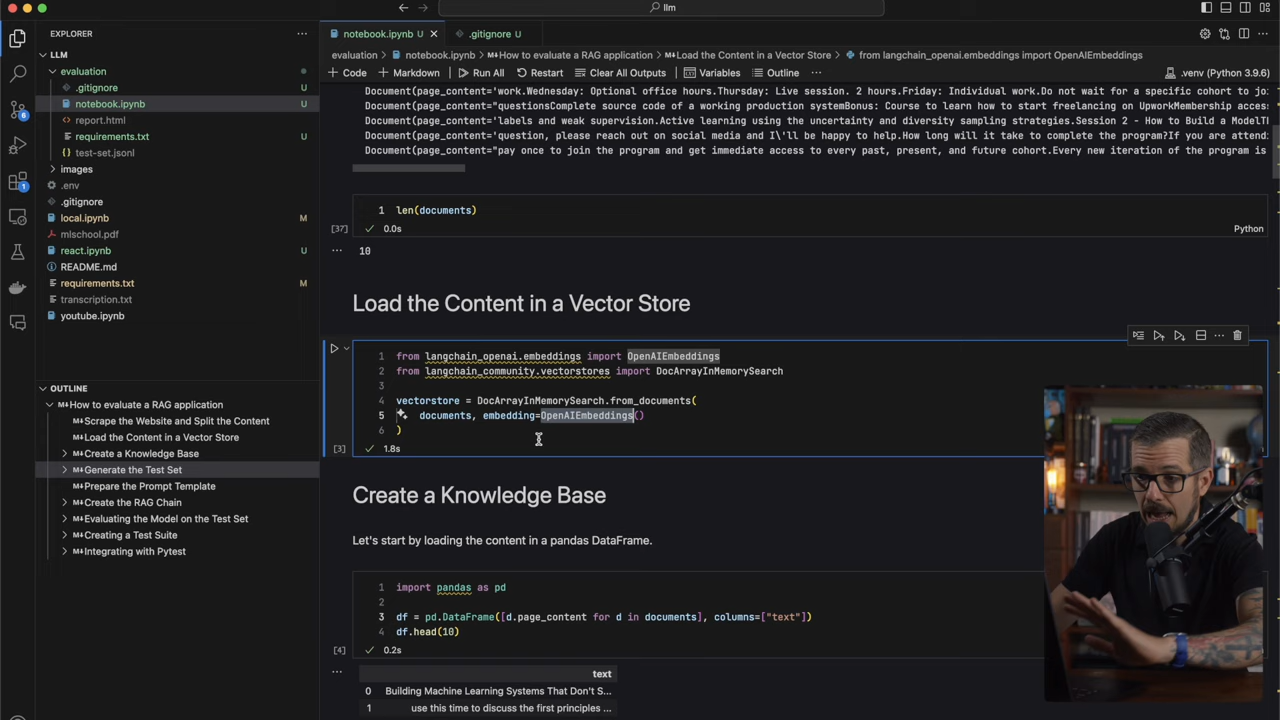 llm
EXPLORER
notebook.ipynb U
.gitignore U
LLM
evaluation
.gitignore U
notebook.ipynb U
report.html
requirements.txt U
test-set.jsonl
images
.env
.gitignore
local.ipynb M
mlschool.pdf
react.ipynb U
README.md
requirements.txt M
transcription.txt
youtube.ipynb
OUTLINE
How to evaluate a RAG application
Scrape the Website and Split the Content
Load the Content in a Vector Store
Create a Knowledge Base
Generate the Test Set
Prepare the Prompt Template
Create the RAG Chain
Evaluating the Model on the Test Set
Creating a Test Suite
Integrating with Pytest
6
1
evaluation > notebook.ipynb > How to evaluate a RAG application > Load the Content in a Vector Store > from langchain_openai.embeddings import OpenAIEmbeddings
+ Code + Markdown Run All Restart Clear All Outputs Variables Outline ... .venv (Python 3.9.6)
Document(page_content='work.Wednesday: Optional office hours.Thursday: Live session. 2 hours.Friday: Individual work.Do not wait for a specific cohort to jo
Document(page_content='questionsComplete source code of a working production systemBonus: Course to learn how to start freelancing on UpworkMembership acces
Document(page_content='labels and weak supervision.Active learning using the uncertainty and diversity sampling strategies.Session 2 - How to Build a ModelTh
Document(page_content='question, please reach out on social media and I\'ll be happy to help.How long will it take to complete the program?If you are attend
Document(page_content="pay once to join the program and get immediate access to every past, present, and future cohort.Every new iteration of the program is
1 len(documents)
[37] 0.0s Python
... 10
Load the Content in a Vector Store
1 from langchain_openai.embeddings import OpenAIEmbeddings
2 from langchain_community.vectorstores import DocArrayInMemorySearch
3
4 vectorstore = DocArrayInMemorySearch.from_documents(
5 documents, embedding=OpenAIEmbeddings()
6 )
[3] 1.8s
Create a Knowledge Base
Let's start by loading the content in a pandas DataFrame.
1 import pandas as pd
2
3 df = pd.DataFrame([d.page_content for d in documents], columns=["text"])
4 df.head(10)
[4] 0.2s
... text
0 Building Machine Learning Systems That Don't S...
1 use this time to discuss the first principles ...